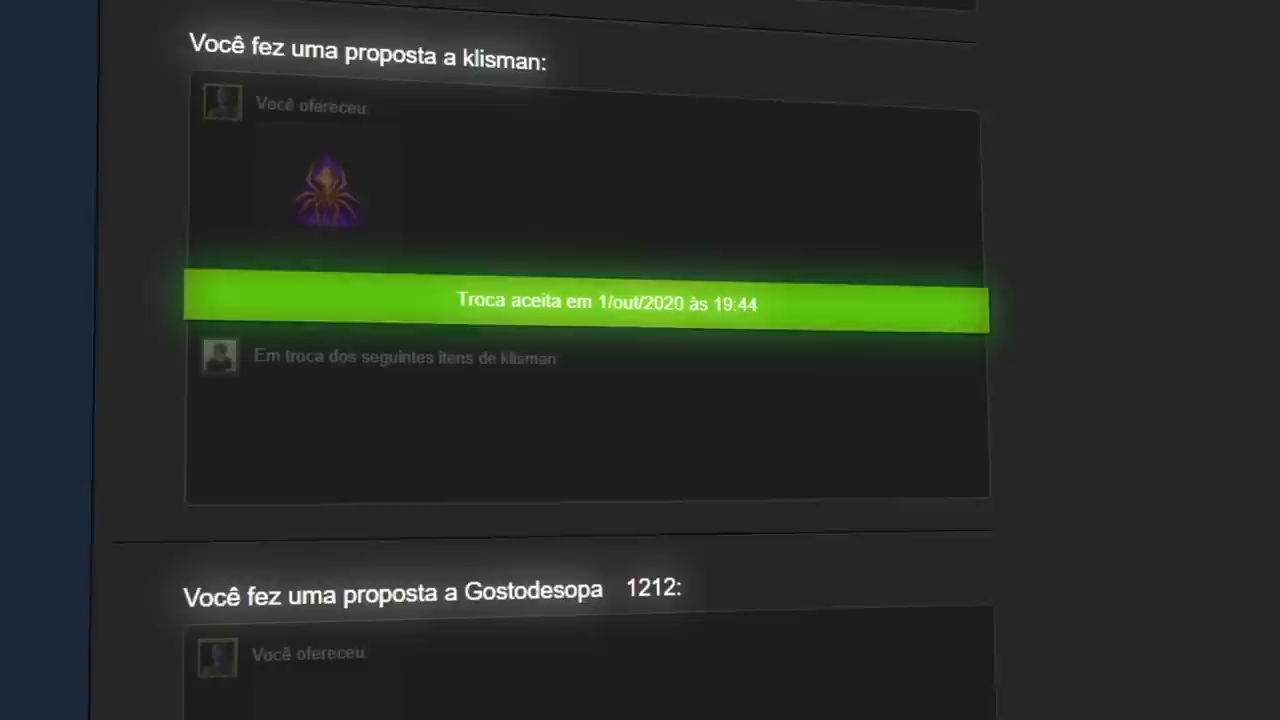 Você fez uma proposta a klisman:
Você ofereceu:
Troca aceita em 1/out/2020 às 19:44
Em troca dos seguintes itens de klisman
Você fez uma proposta a Gostodesopa 1212:
Você ofereceu: